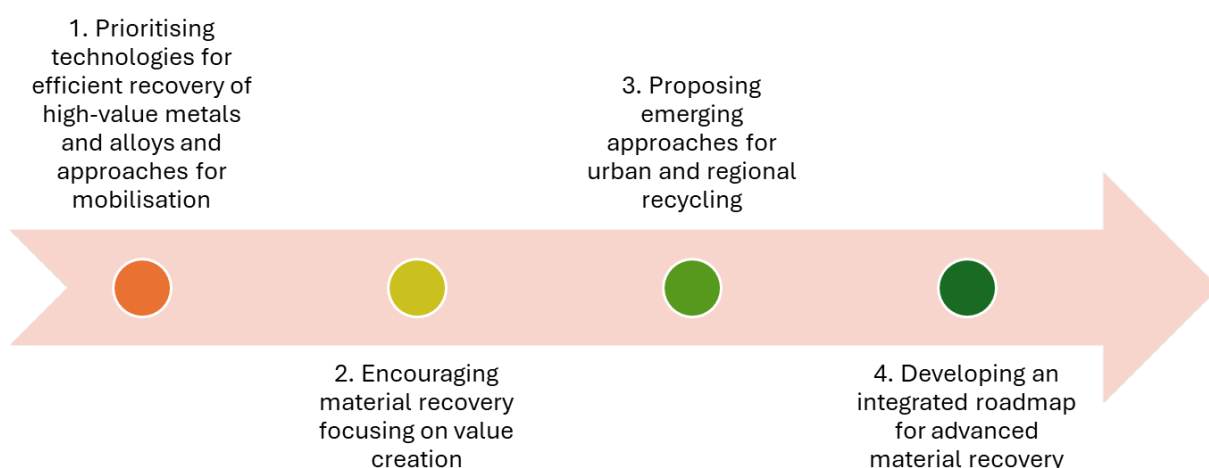 1. Prioritising
technologies for
efficient recovery of
high-value metals
and alloys and
approaches for
mobilisation
2. Encouraging
material recovery
focusing on value
creation
3. Proposing
emerging
approaches for
urban and regional
recycling
4. Developing an
integrated roadmap
for advanced
material recovery